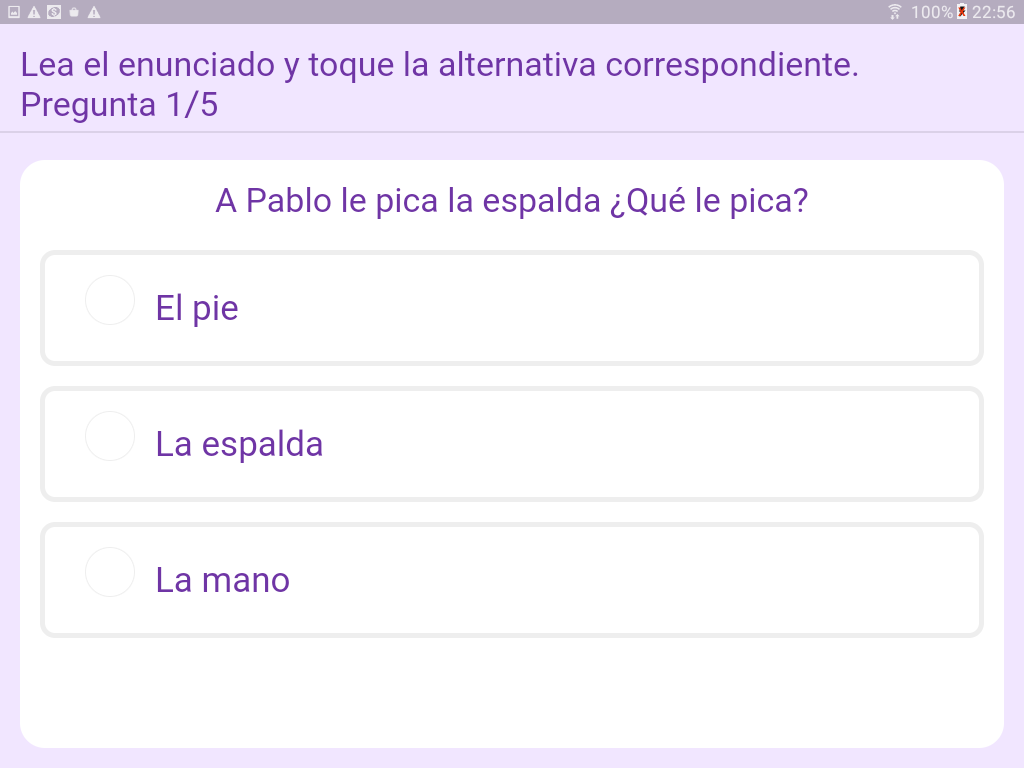 100% 22:56
Lea el enunciado y toque la alternativa correspondiente.
Pregunta 1/5
A Pablo le pica la espalda ¿Qué le pica?
El pie
La espalda
La mano